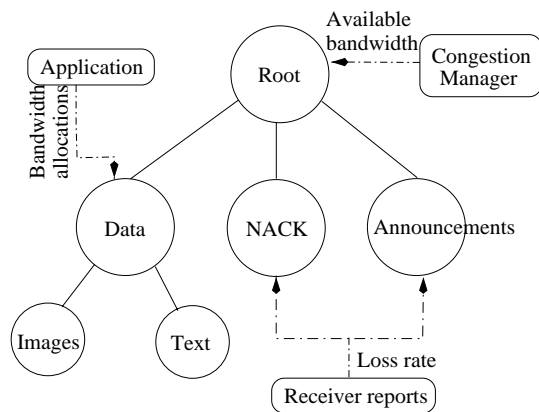 Available
bandwidth
Application
Root
Congestion
Manager
Bandwidth
allocations
Data
NACK
Announcements
Images
Text
Loss rate
Receiver reports